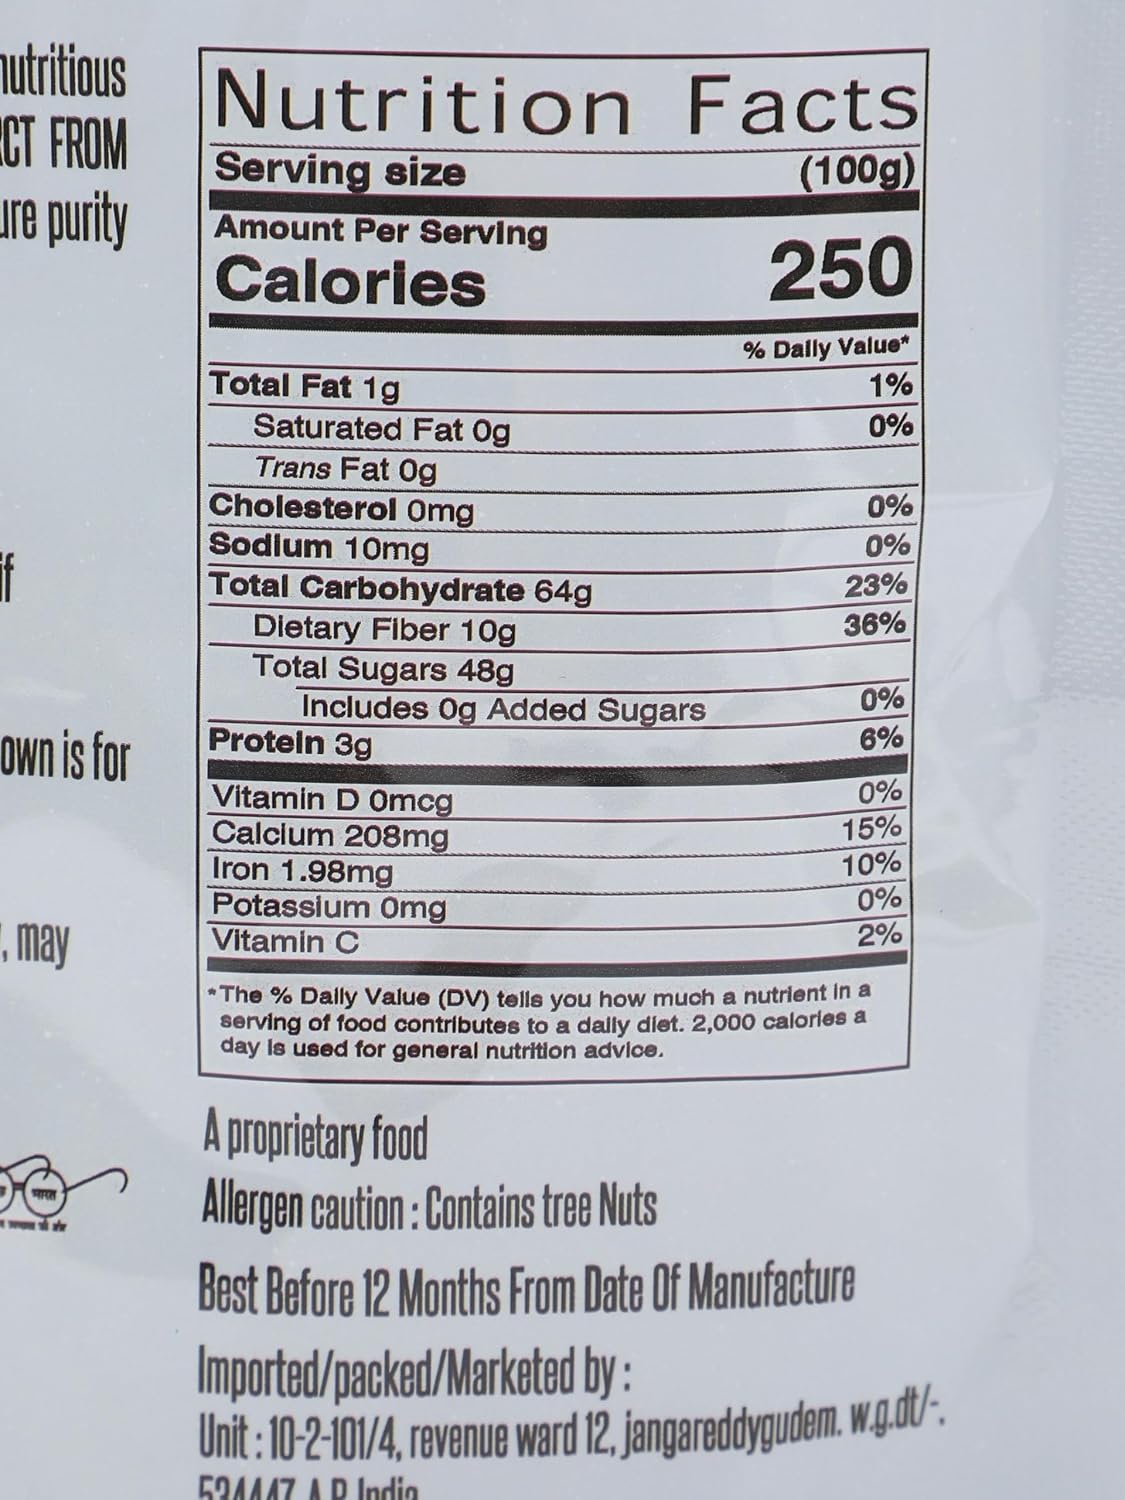 nutritious
FROM
purity
if
own is for
, may
भारत
Nutrition Facts
Serving size (100g)
Amount Per Serving
Calories 250
% Daily Value*
Total Fat 1g 1%
Saturated Fat 0g 0%
Trans Fat 0g
Cholesterol 0mg 0%
Sodium 10mg 0%
Total Carbohydrate 64g 23%
Dietary Fiber 10g 36%
Total Sugars 48g
Includes 0g Added Sugars 0%
Protein 3g 6%
Vitamin D 0mcg 0%
Calcium 208mg 15%
Iron 1.98mg 10%
Potassium 0mg 0%
Vitamin C 2%
*The % Daily Value (DV) tells you how much a nutrient in a
serving of food contributes to a daily diet. 2,000 calories a
day is used for general nutrition advice.
A proprietary food
Allergen caution : Contains tree Nuts
Best Before 12 Months From Date Of Manufacture
Imported/packed/Marketed by :
Unit : 10-2-101/4, revenue ward 12, jangareddygudem. w.g.dt/-.
534447 A.P. India